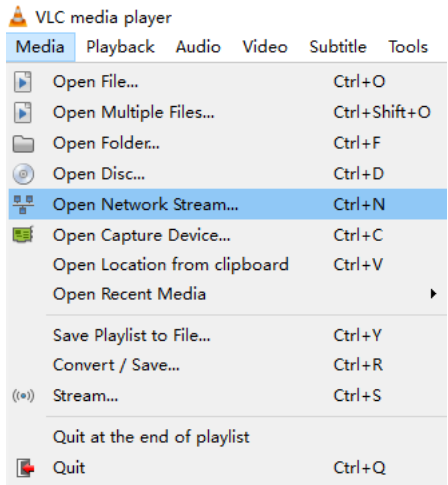 VLC media player
Media Playback Audio Video Subtitle Tools
Open File... Ctrl+O
Open Multiple Files... Ctrl+Shift+O
Open Folder... Ctrl+F
Open Disc... Ctrl+D
Open Network Stream... Ctrl+N
Open Capture Device... Ctrl+C
Open Location from clipboard Ctrl+V
Open Recent Media
Save Playlist to File... Ctrl+Y
Convert / Save... Ctrl+R
Stream... Ctrl+S
Quit at the end of playlist
Quit Ctrl+Q